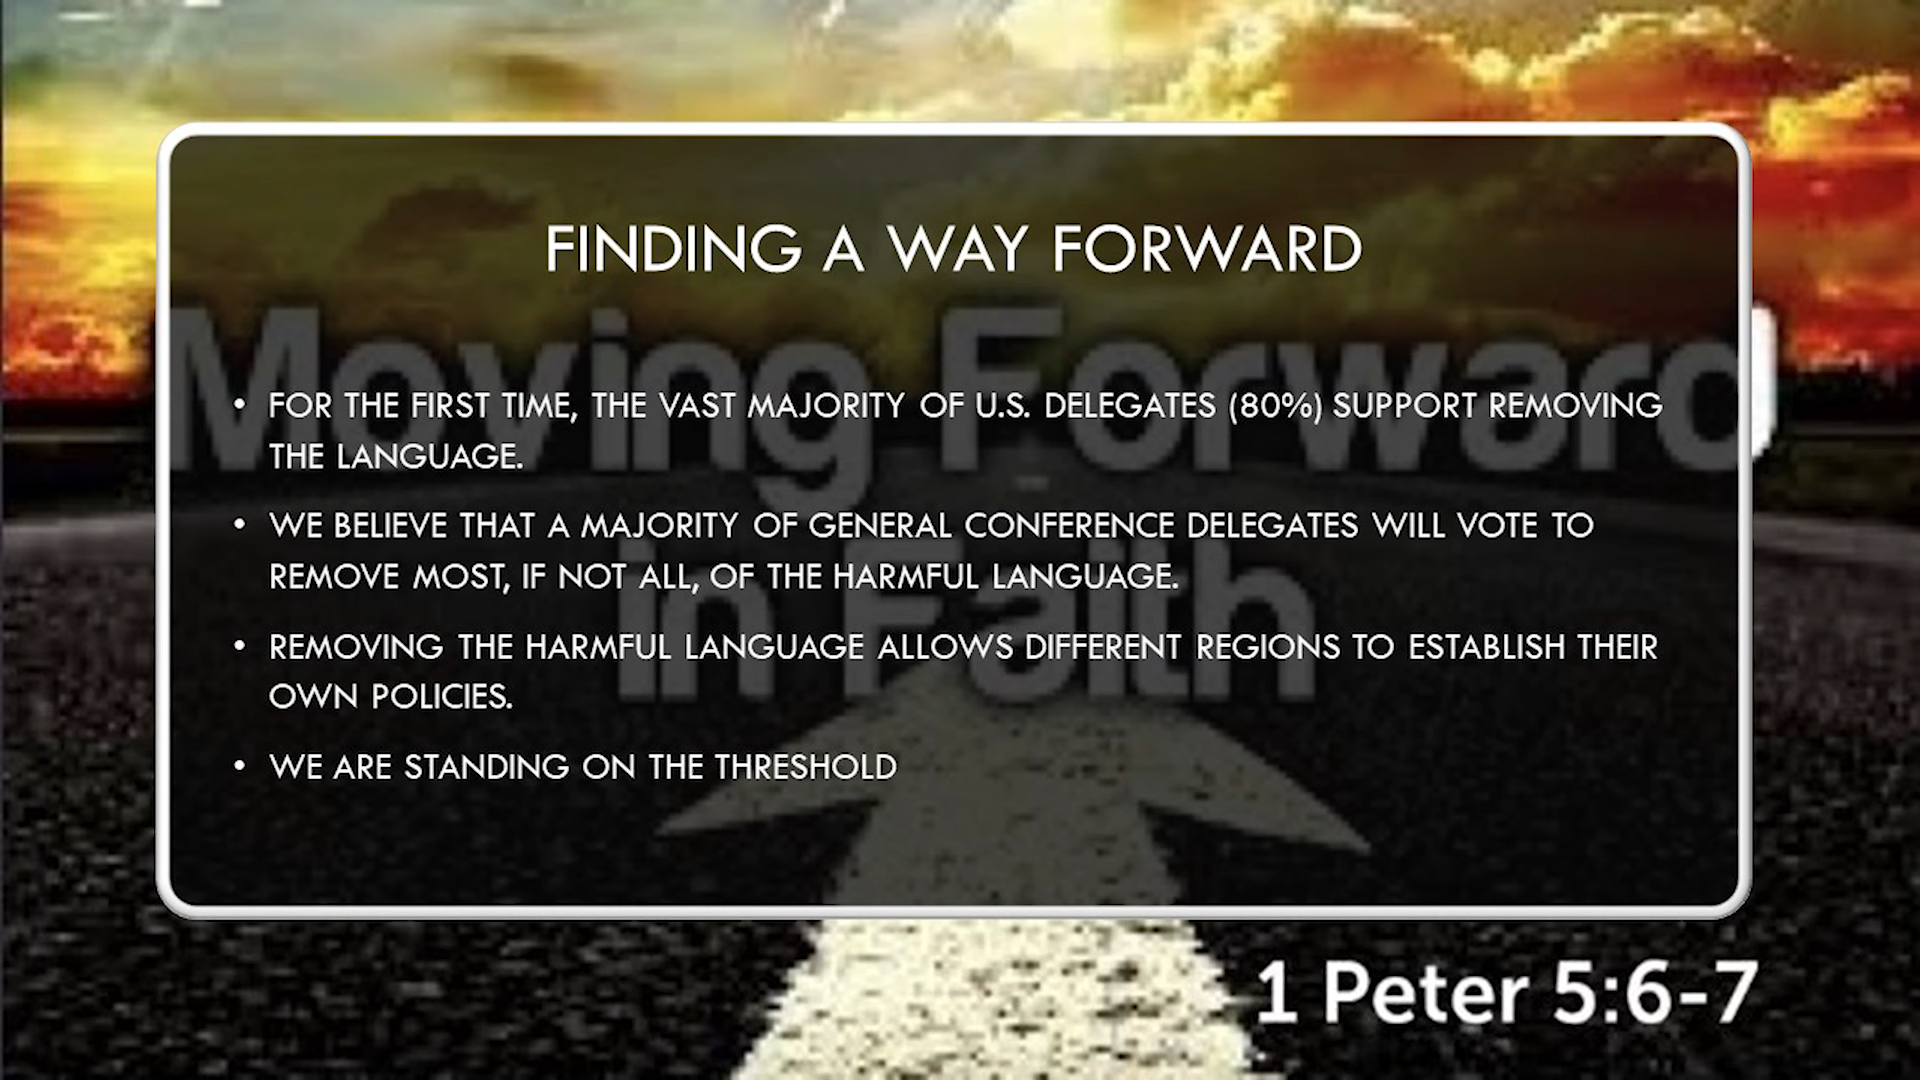 FINDING A WAY FORWARD
Moving Forward
• FOR THE FIRST TIME, THE VAST MAJORITY OF U.S. DELEGATES (80%) SUPPORT REMOVING
THE LANGUAGE.
• WE BELIEVE THAT A MAJORITY OF GENERAL CONFERENCE DELEGATES WILL VOTE TO
REMOVE MOST, IF NOT ALL, OF THE HARMFUL LANGUAGE.
in Faith
• REMOVING THE HARMFUL LANGUAGE ALLOWS DIFFERENT REGIONS TO ESTABLISH THEIR
OWN POLICIES.
• WE ARE STANDING ON THE THRESHOLD
1 Peter 5:6-7